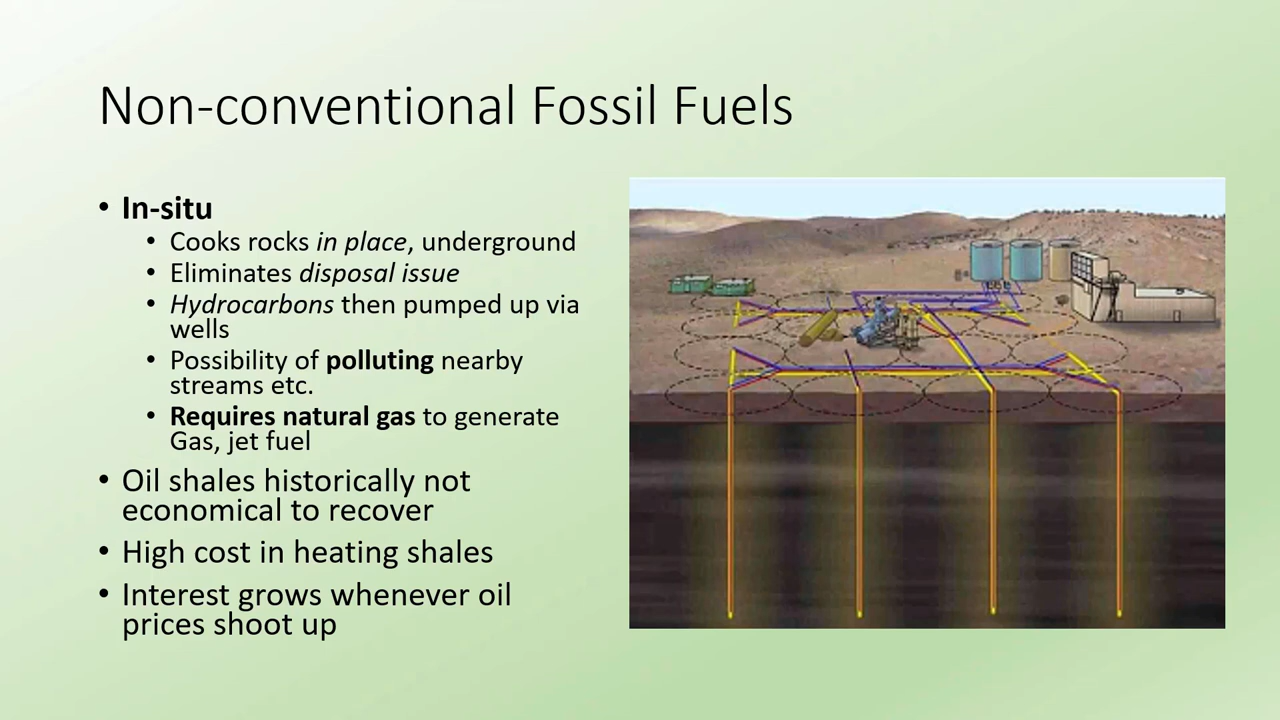 Non-conventional Fossil Fuels
• In-situ
• Cooks rocks in place, underground
• Eliminates disposal issue
• Hydrocarbons then pumped up via
wells
• Possibility of polluting nearby
streams etc.
• Requires natural gas to generate
Gas, jet fuel
• Oil shales historically not
economical to recover
• High cost in heating shales
• Interest grows whenever oil
prices shoot up